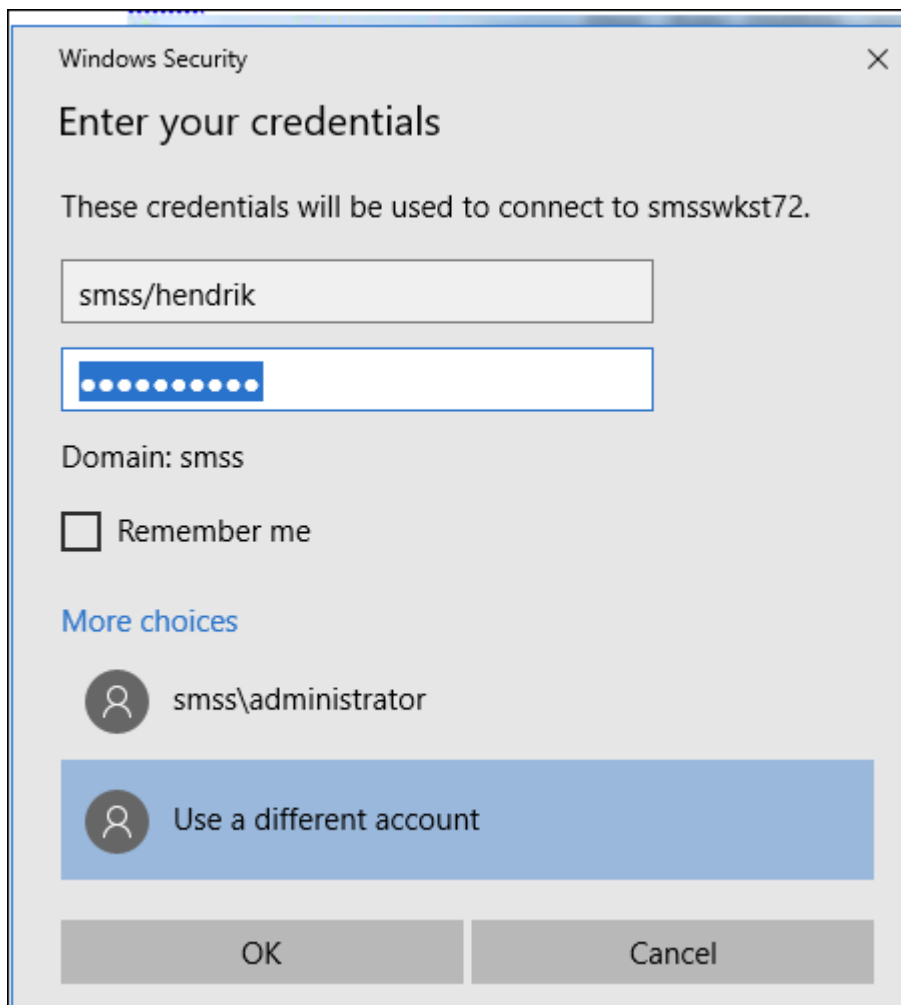 Windows Security
Enter your credentials
These credentials will be used to connect to smsswkst72.
smss/hendrik
••••••••••
Domain: smss
Remember me
More choices
smss\administrator
Use a different account
OK
Cancel